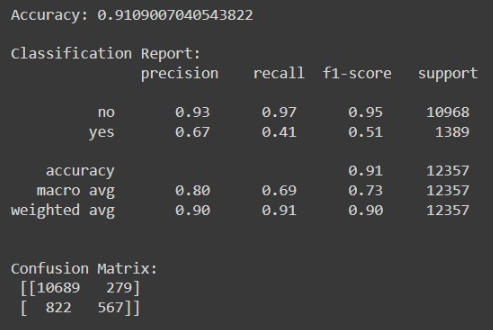 Accuracy: 0.9109007040543822
Classification Report:
precision recall f1-score support
no 0.93 0.97 0.95 10968
yes 0.67 0.41 0.51 1389
accuracy 0.91 12357
macro avg 0.80 0.69 0.73 12357
weighted avg 0.90 0.91 0.90 12357
Confusion Matrix:
[[10689 279]
[ 822 567]]